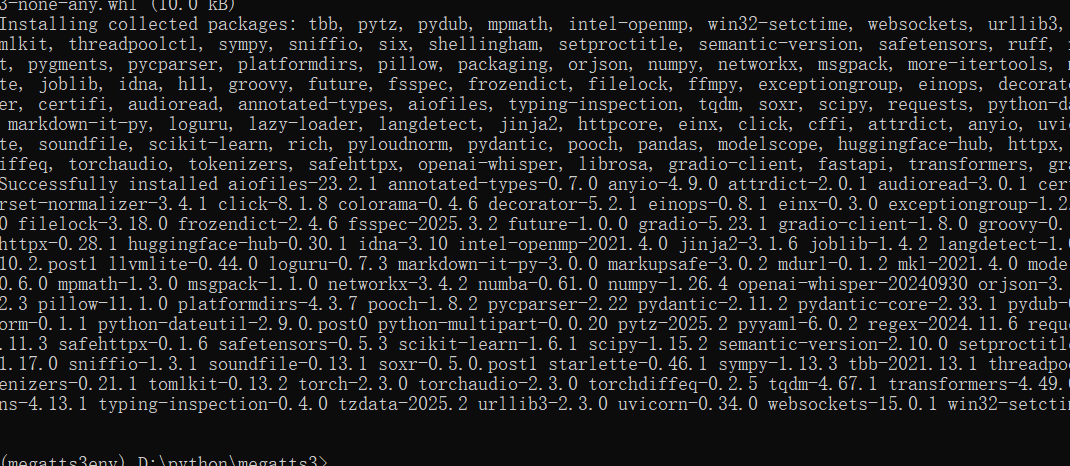 3-none-any.whl (10.0 kB)
Installing collected packages: tbb, pytz, pydub, mpmath, intel-openmp, win32-setctime, websockets, urllib3,
mlkit, threadpoolctl, sympy, sniffio, six, shellingham, setproctitle, semantic-version, safetensors, ruff,
t, pygments, pycparser, platformdirs, pillow, packaging, orjson, numpy, networkx, msgpack, more-itertools,
te, joblib, idna, hll, groovy, future, fsspec, frozendict, filelock, ffmpy, exceptiongroup, einops, decorat
er, certifi, audioread, annotated-types, aiofiles, typing-inspection, tqdm, soxr, scipy, requests, python-da
markdown-it-py, loguru, lazy-loader, langdetect, jinja2, httpcore, einx, click, cffi, attrdict, anyio, uvi
te, soundfile, scikit-learn, rich, pyloudnorm, pydantic, pooch, pandas, modelscope, huggingface-hub, httpx,
iffeq, torchaudio, tokenizers, safehttpx, openai-whisper, librosa, gradio-client, fastapi, transformers, gra
Successfully installed aiofiles-23.2.1 annotated-types-0.7.0 anyio-4.9.0 attrdict-2.0.1 audioread-3.0.1 cer
rset-normalizer-3.4.1 click-8.1.8 colorama-0.4.6 decorator-5.2.1 einops-0.8.1 einx-0.3.0 exceptiongroup-1.2
0 filelock-3.18.0 frozendict-2.4.6 fsspec-2025.3.2 future-1.0.0 gradio-5.23.1 gradio-client-1.8.0 groovy-0.
httpx-0.28.1 huggingface-hub-0.30.1 idna-3.10 intel-openmp-2021.4.0 jinja2-3.1.6 joblib-1.4.2 langdetect-1.
10.2.post1 llvmlite-0.44.0 loguru-0.7.3 markdown-it-py-3.0.0 markupsafe-3.0.2 mdurl-0.1.2 mkl-2021.4.0 mode
0.6.0 mpmath-1.3.0 msgpack-1.1.0 networkx-3.4.2 numba-0.61.0 numpy-1.26.4 openai-whisper-20240930 orjson-3.
2.3 pillow-11.1.0 platformdirs-4.3.7 pooch-1.8.2 pycparser-2.22 pydantic-2.11.2 pydantic-core-2.33.1 pydub-
orm-0.1.1 python-dateutil-2.9.0.post0 python-multipart-0.0.20 pytz-2025.2 pyyaml-6.0.2 regex-2024.11.6 requ
.11.3 safehttpx-0.1.6 safetensors-0.5.3 scikit-learn-1.6.1 scipy-1.15.2 semantic-version-2.10.0 setproctitl
1.17.0 sniffio-1.3.1 soundfile-0.13.1 soxr-0.5.0.post1 starlette-0.46.1 sympy-1.13.3 tbb-2021.13.1 threadpo
enizers-0.21.1 tomlkit-0.13.2 torch-2.3.0 torchaudio-2.3.0 torchdiffeq-0.2.5 tqdm-4.67.1 transformers-4.49.
ns-4.13.1 typing-inspection-0.4.0 tzdata-2025.2 urllib3-2.3.0 uvicorn-0.34.0 websockets-15.0.1 win32-setcti
(megatts3env) D:\python\megatts3>